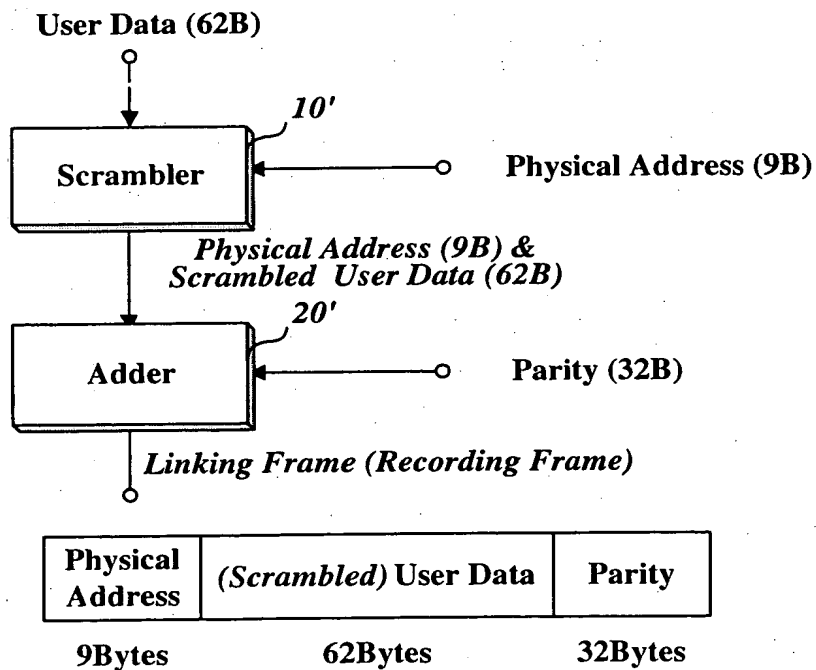 User Data (62B)
10'
Scrambler
Physical Address (9B)
Physical Address (9B) &
Scrambled User Data (62B)
20'
Adder
Parity (32B)
Linking Frame (Recording Frame)
Physical
Address
(Scrambled) User Data
Parity
9Bytes
62Bytes
32Bytes